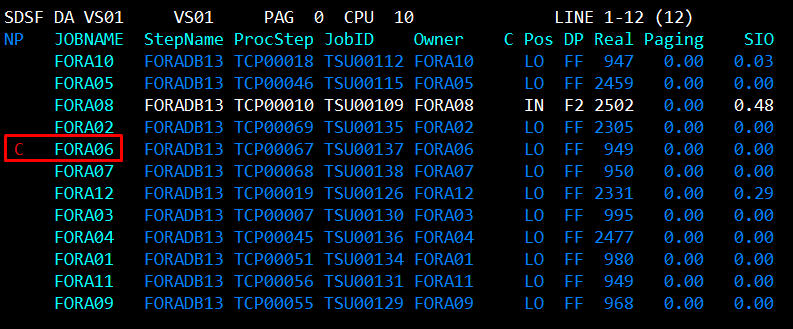 SDSF DA VS01 VS01 PAG 0 CPU 10 LINE 1-12 (12)
NP JOBNAME StepName ProcStep JobID Owner C Pos DP Real Paging SIO
FORA10 FORADB13 TCP00018 TSU00112 FORA10 LO FF 947 0.00 0.03
FORA05 FORADB13 TCP00046 TSU00115 FORA05 LO FF 2459 0.00 0.00
FORA08 FORADB13 TCP00010 TSU00109 FORA08 IN F2 2502 0.00 0.48
FORA02 FORADB13 TCP00069 TSU00135 FORA02 LO FF 2305 0.00 0.00
C FORA06 FORADB13 TCP00067 TSU00137 FORA06 LO FF 949 0.00 0.00
FORA07 FORADB13 TCP00068 TSU00138 FORA07 LO FF 950 0.00 0.00
FORA12 FORADB13 TCP00019 TSU00126 FORA12 LO FF 2331 0.00 0.29
FORA03 FORADB13 TCP00007 TSU00130 FORA03 LO FF 995 0.00 0.00
FORA04 FORADB13 TCP00045 TSU00136 FORA04 LO FF 2477 0.00 0.00
FORA01 FORADB13 TCP00051 TSU00134 FORA01 LO FF 980 0.00 0.00
FORA11 FORADB13 TCP00056 TSU00131 FORA11 LO FF 949 0.00 0.00
FORA09 FORADB13 TCP00055 TSU00129 FORA09 LO FF 968 0.00 0.00